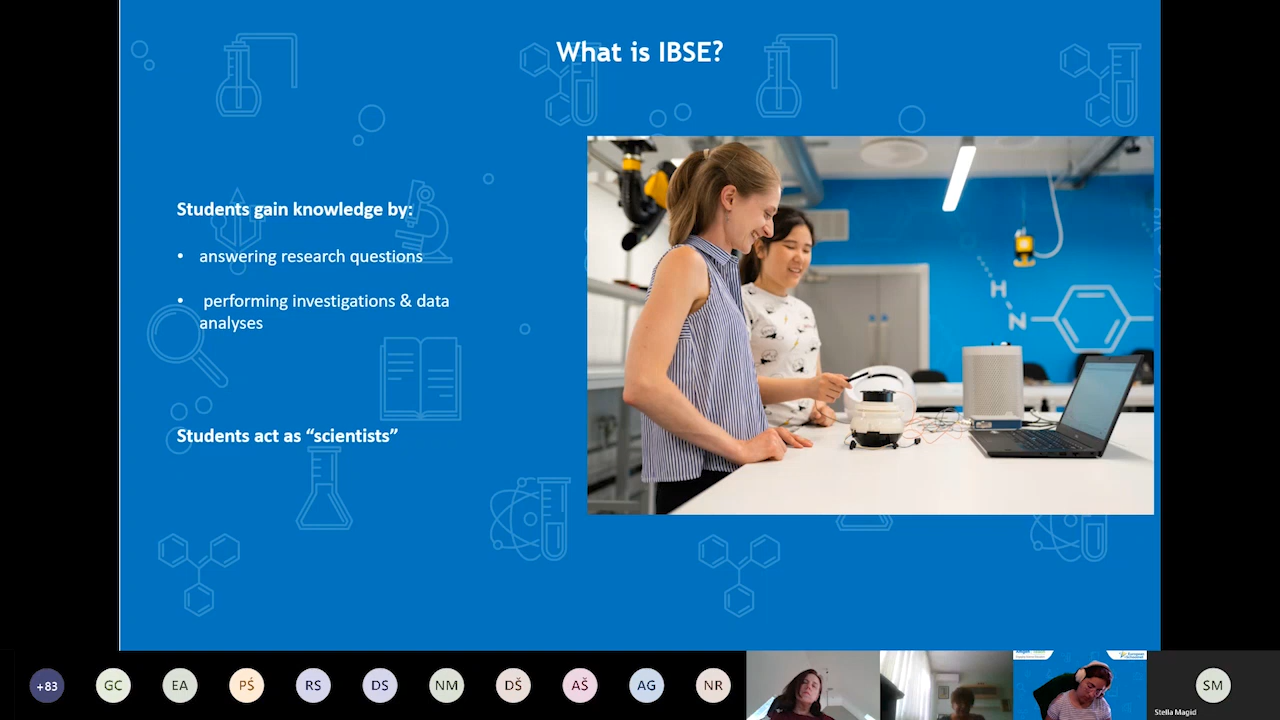 What is IBSE?
Students gain knowledge by:
• answering research questions
• performing investigations & data
analyses
Students act as “scientists”
H
N
+83
GC
EA
PŚ
RS
DS
NM
DŠ
AŠ
AG
NR
SM
Stella Magid